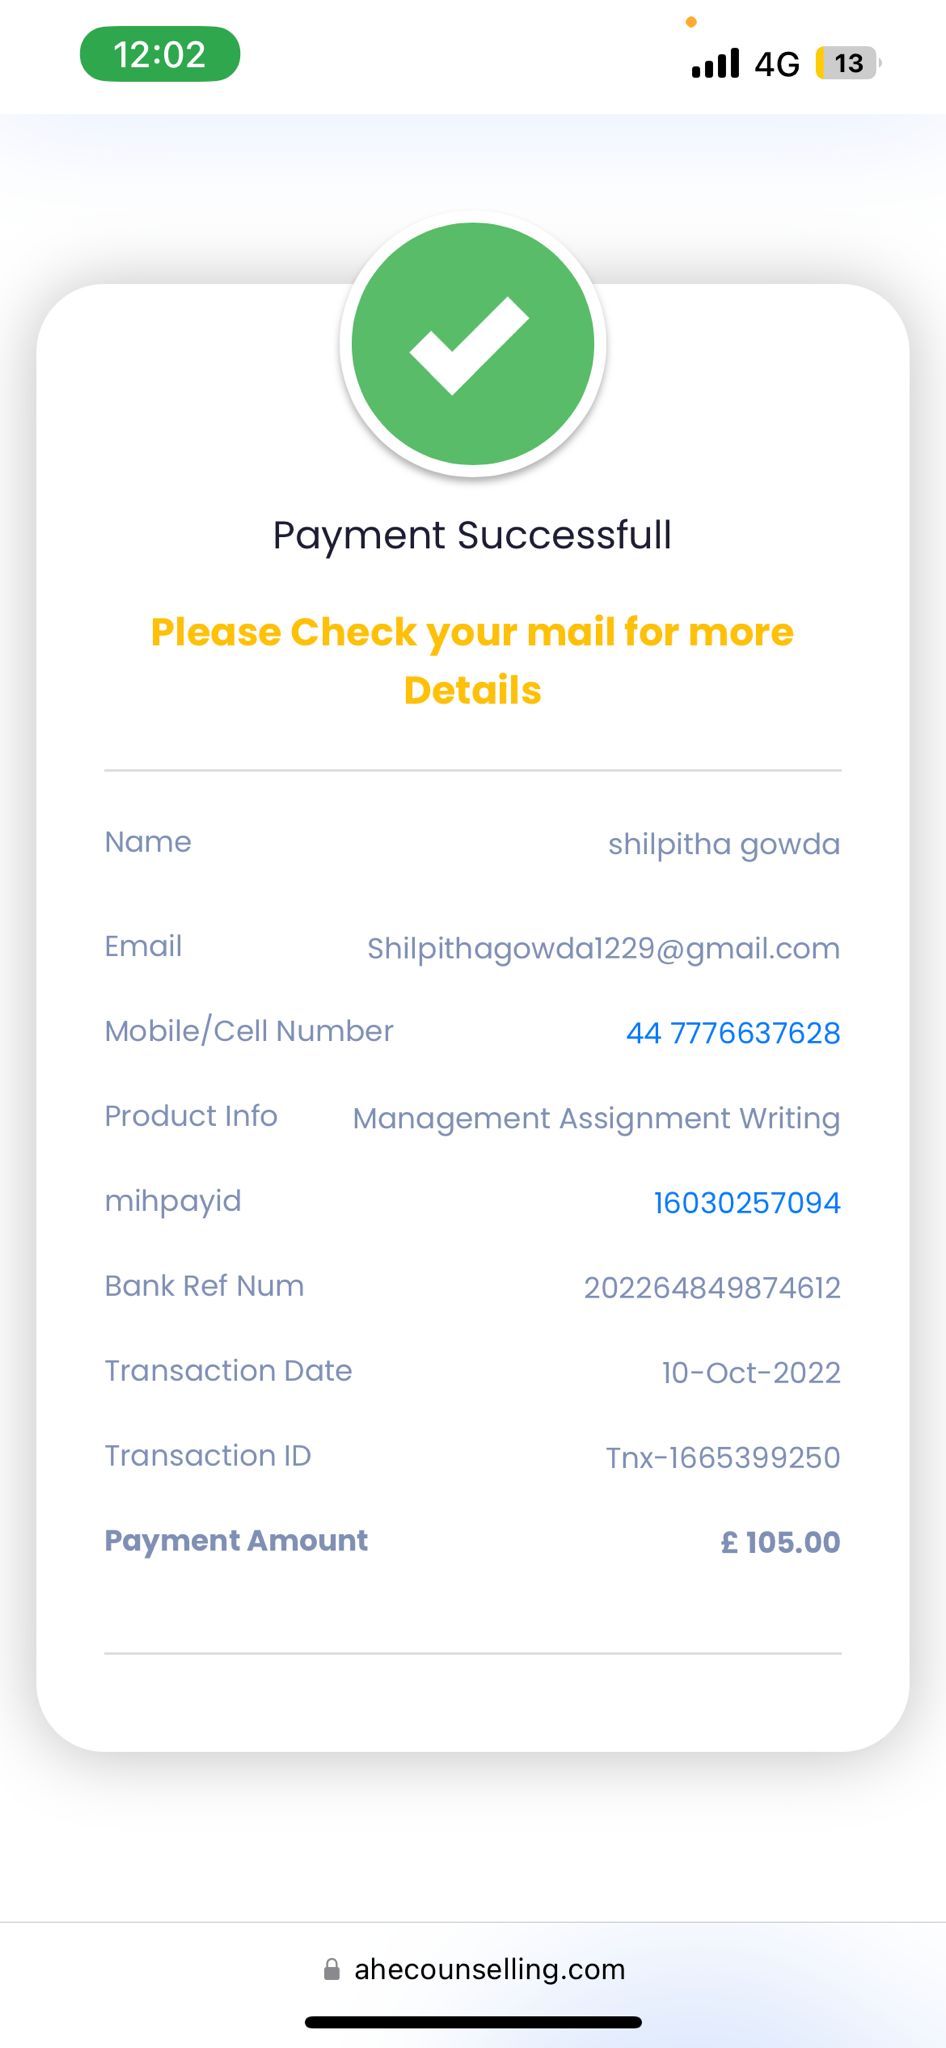 12:02
4G 13
Payment Successfull
Please Check your mail for more
Details
Name shilpitha gowda
Email Shilpithagowda1229@gmail.com
Mobile/Cell Number 44 7776637628
Product Info Management Assignment Writing
mihpayid 16030257094
Bank Ref Num 202264849874612
Transaction Date 10-Oct-2022
Transaction ID Tnx-1665399250
Payment Amount £ 105.00
ahecounselling.com